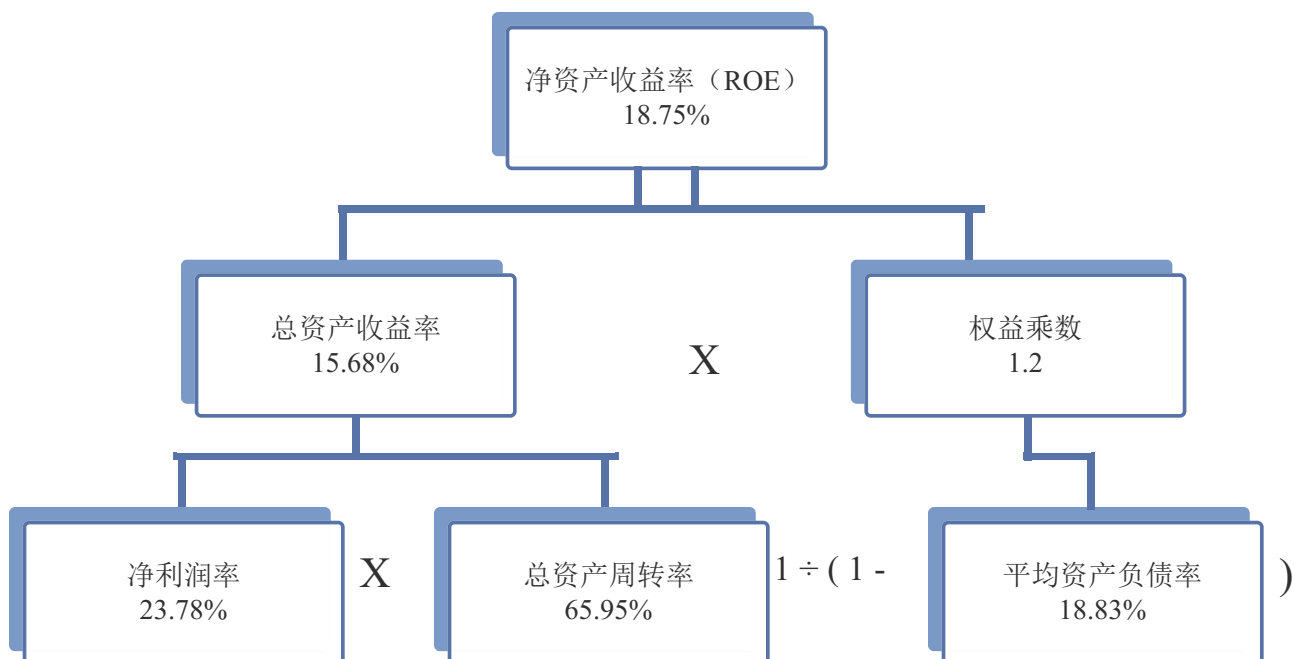 净资产收益率（ROE）
18.75%
总资产收益率
15.68%
X
权益乘数
1.2
净利润率
23.78%
X
总资产周转率
65.95%
1 ÷ ( 1 -
平均资产负债率
18.83%
)